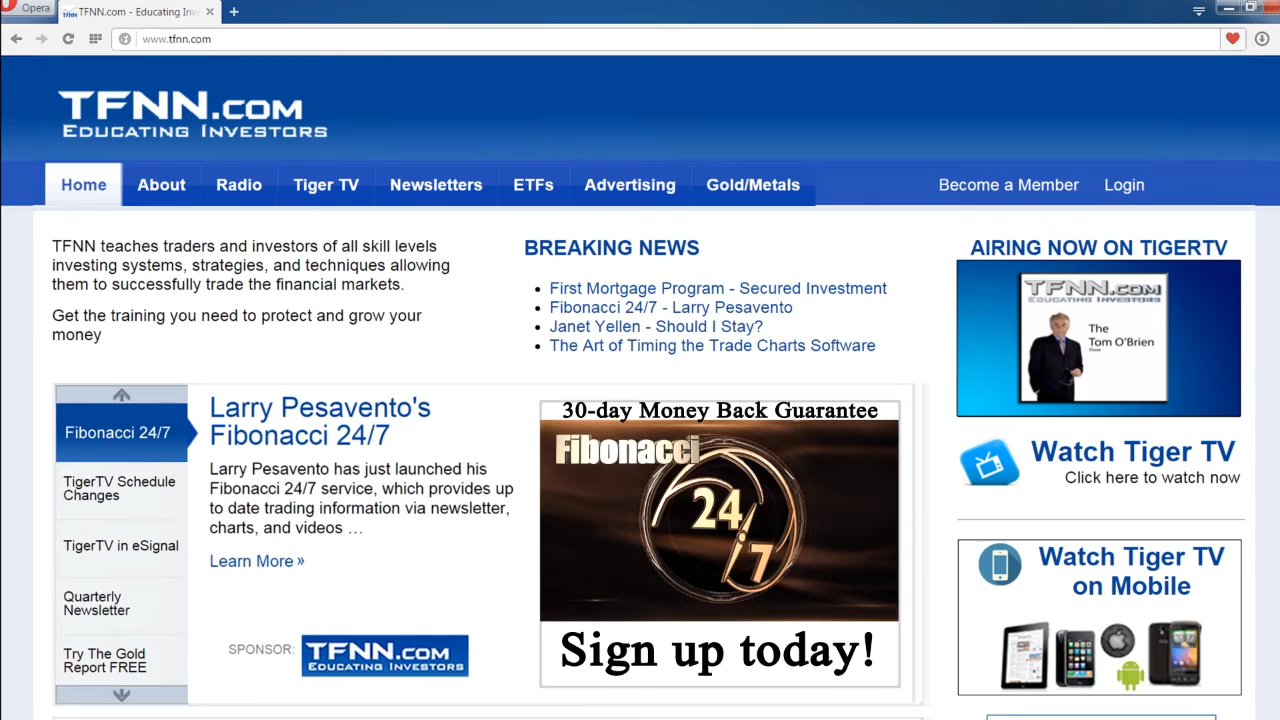 Opera
TFNN.com - Educating Inv
www.tfnn.com
TFNN.COM
EDUCATING INVESTORS
Home
About
Radio
Tiger TV
Newsletters
ETFs
Advertising
Gold/Metals
Become a Member
Login
TFNN teaches traders and investors of all skill levels
investing systems, strategies, and techniques allowing
them to successfully trade the financial markets.
Get the training you need to protect and grow your
money
BREAKING NEWS
• First Mortgage Program - Secured Investment
• Fibonacci 24/7 - Larry Pesavento
• Janet Yellen - Should I Stay?
• The Art of Timing the Trade Charts Software
AIRING NOW ON TIGERTV
TFNN.COM
EDUCATING INVESTORS
The
Tom O'Brien
Show
Watch Tiger TV
Click here to watch now
Watch Tiger TV
on Mobile
Fibonacci 24/7
TigerTV Schedule
Changes
TigerTV in eSignal
Quarterly
Newsletter
Try The Gold
Report FREE
Larry Pesavento's
Fibonacci 24/7
Larry Pesavento has just launched his
Fibonacci 24/7 service, which provides up
to date trading information via newsletter,
charts, and videos …
Learn More »
SPONSOR:
TFNN.COM
EDUCATING INVESTORS
30-day Money Back Guarantee
Fibonacci
24/7
Sign up today!